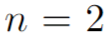 n = 2